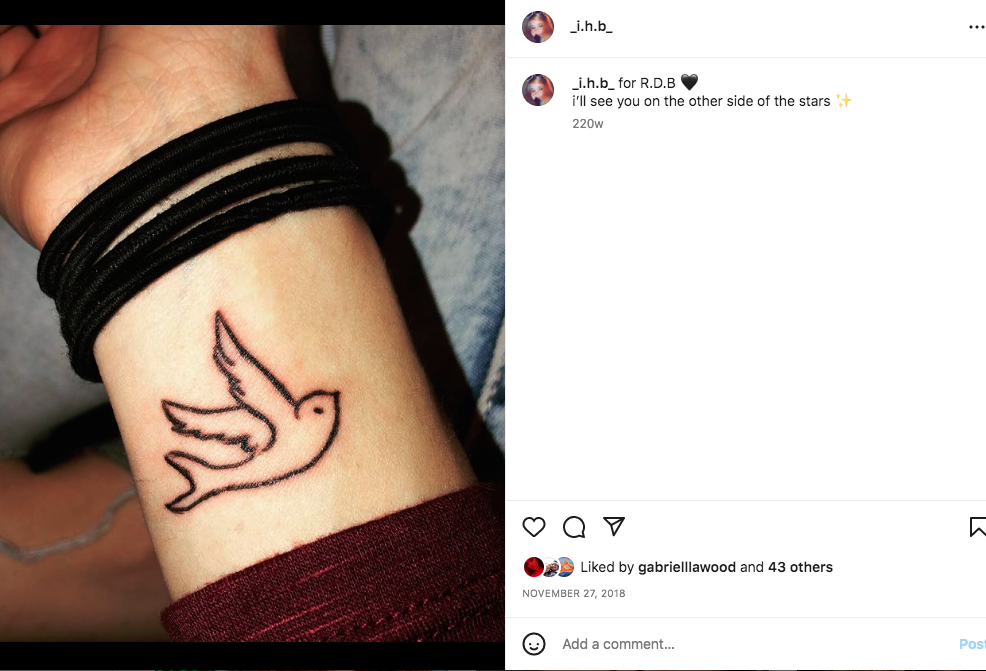 _i.h.b_
_i.h.b_ for R.D.B 🖤
i'll see you on the other side of the stars ✨
220w
Liked by gabrielllawood and 43 others
NOVEMBER 27, 2018
Add a comment...
Post